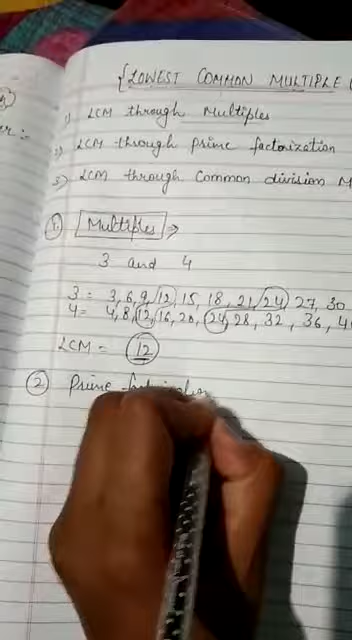 {LOWEST COMMON MULTIPLE (
1) LCM through Multiples
2) LCM through prime factorization
3) LCM through Common division M
1. Multiples ⇒
3 and 4
3 = 3, 6, 9, 12, 15, 18, 21, 24, 27, 30
4 = 4, 8, 12, 16, 20, 24, 28, 32, 36, 4
LCM = 12
2 Prime